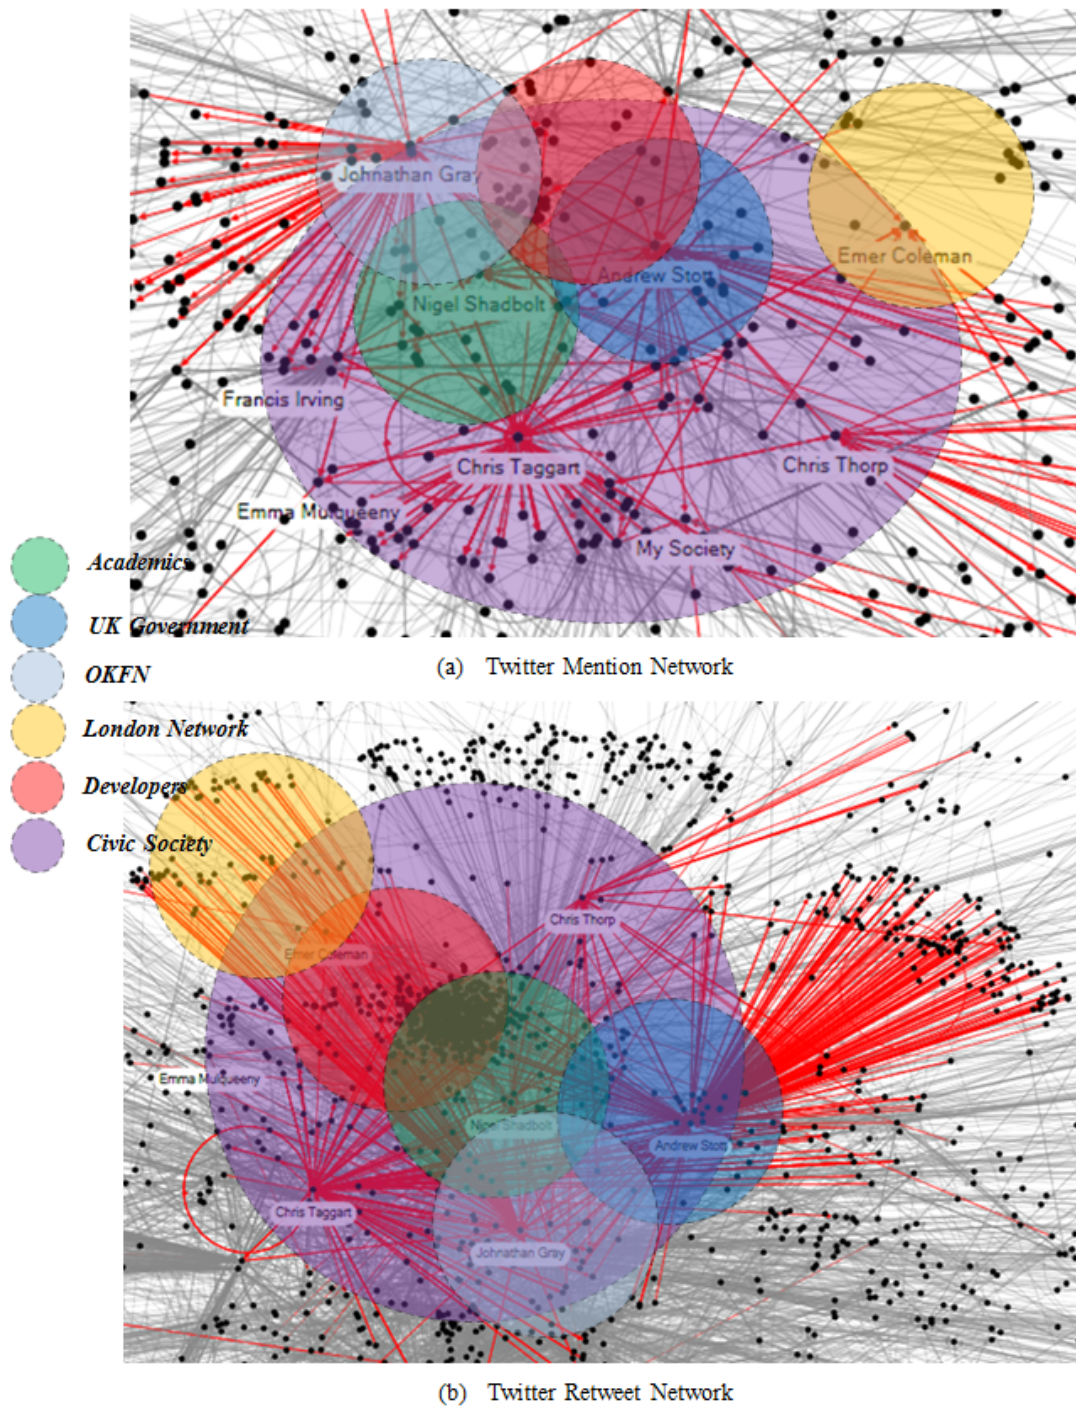 Johnathan Gray
Emer Coleman
Andrew Stott
Nigel Shadbolt
Francis Irving
Chris Taggart
Chris Thorp
Emma Mulqueeny
My Society
Academics
UK Government
OKFN
London Network
Developers
Civic Society
(a) Twitter Mention Network
Chris Thorp
Emer Coleman
Emma Mulqueeny
Nigel Shadbolt
Andrew Stott
Chris Taggart
Johnathan Gray
(b) Twitter Retweet Network